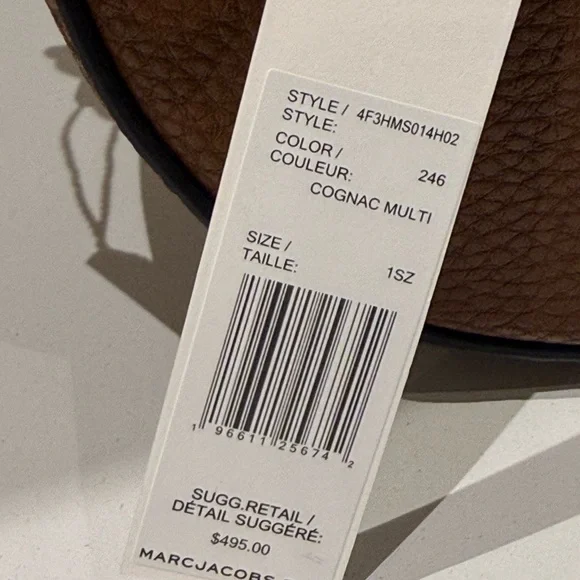 STYLE / 4F3HMS014H02
STYLE:
COLOR / 246
COULEUR:
COGNAC MULTI
SIZE / 1SZ
TAILLE:
1 96611 25674 2
SUGG.RETAIL /
DÉTAIL SUGGÉRÉ:
$495.00
MARCJACOBS